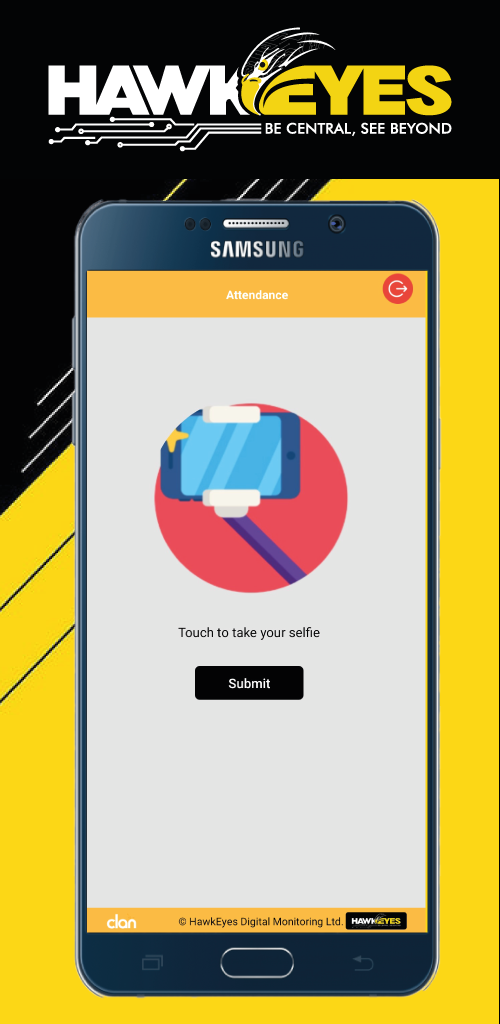 HAWKEYES
BE CENTRAL, SEE BEYOND
SAMSUNG
Attendance
Touch to take your selfie
Submit
clan
© HawkEyes Digital Monitoring Ltd.
HAWKEYES